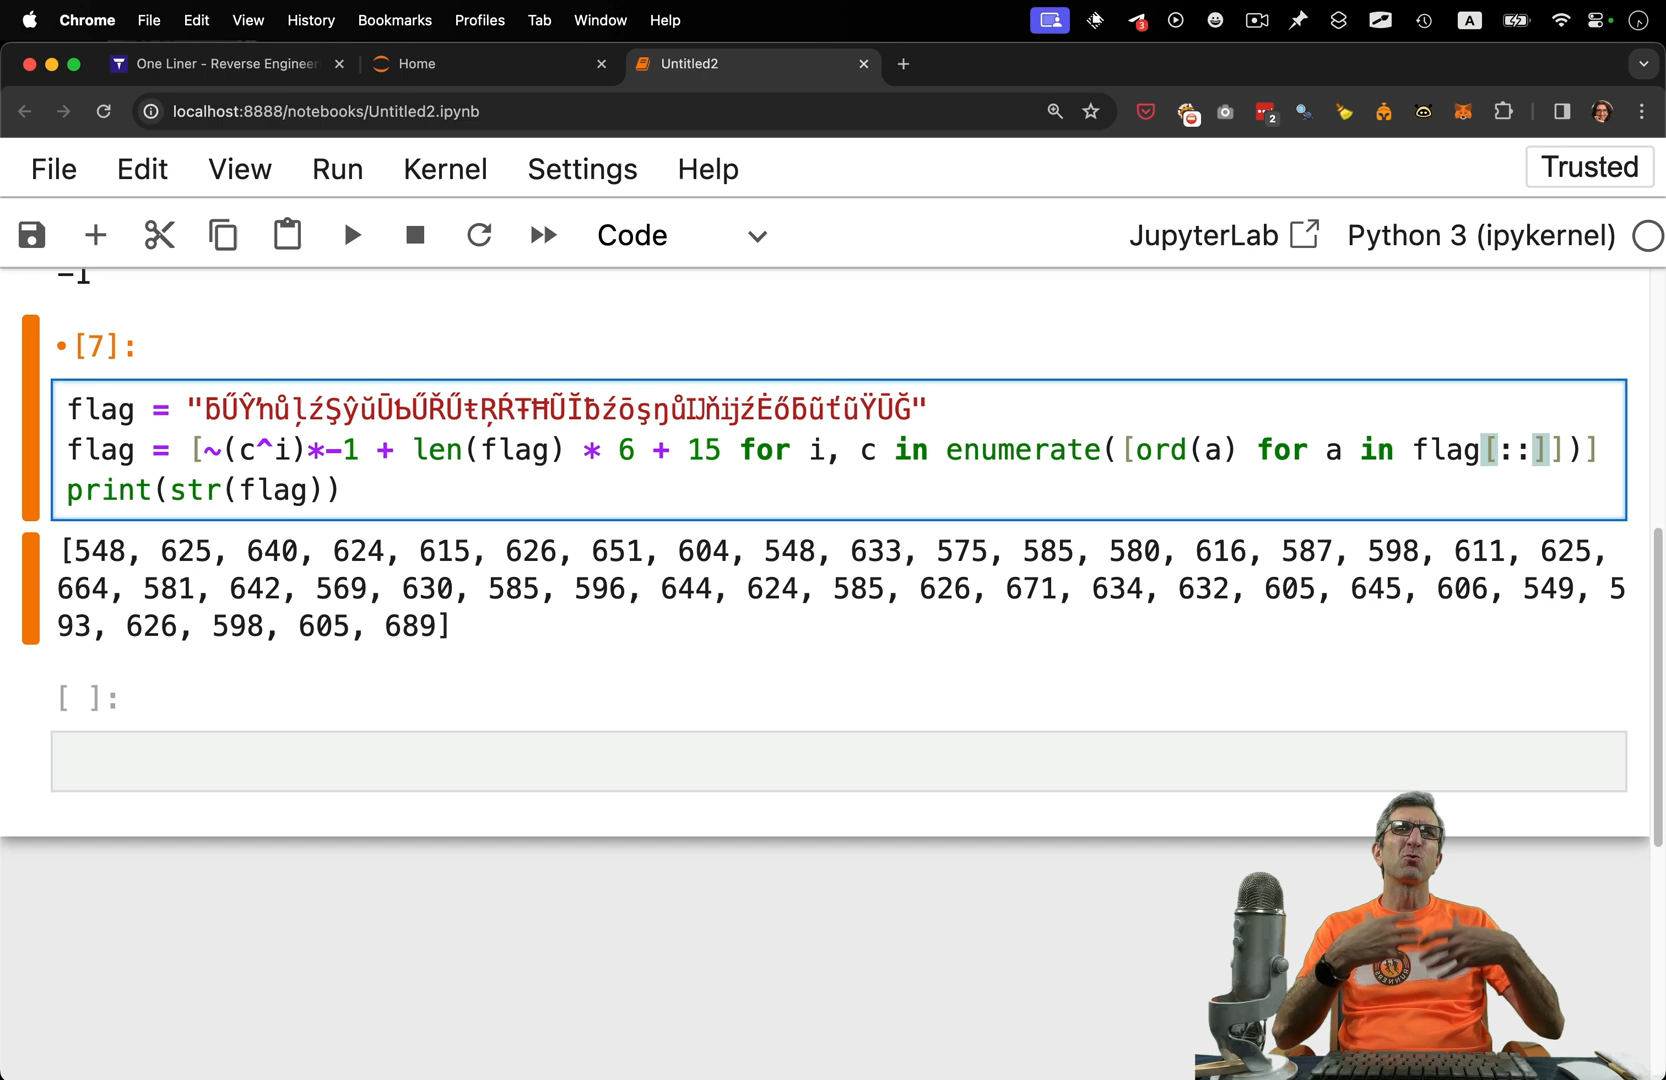 Chrome File Edit View History Bookmarks Profiles Tab Window Help
3
A
One Liner - Reverse Engineer
Home
Untitled2
localhost:8888/notebooks/Untitled2.ipynb
2
File Edit View Run Kernel Settings Help
Trusted
Code
JupyterLab
Python 3 (ipykernel)
-1
•[7]:
flag = "
flag = [~(c^i)*-1 + len(flag) * 6 + 15 for i, c in enumerate([ord(a) for a in flag[::]])]
print(str(flag))
[548, 625, 640, 624, 615, 626, 651, 604, 548, 633, 575, 585, 580, 616, 587, 598, 611, 625,
664, 581, 642, 569, 630, 585, 596, 644, 624, 585, 626, 671, 634, 632, 605, 645, 606, 549, 5
93, 626, 598, 605, 689]
[ ]: